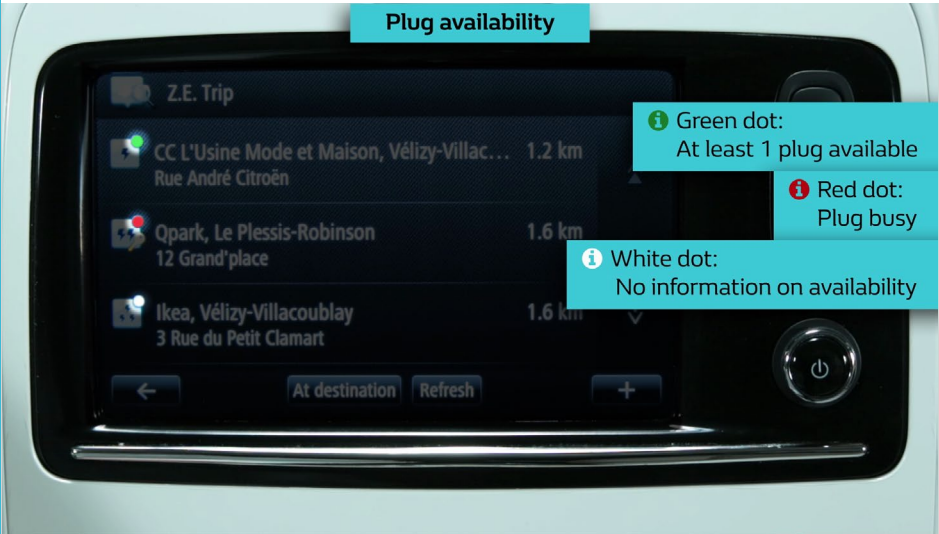 Plug availability
Z.E. Trip
Green dot:
At least 1 plug available
CC L'Usine Mode et Maison, Vélizy-Villac... 1.2 km
Rue André Citroën
Red dot:
Plug busy
Qpark, Le Plessis-Robinson 1.6 km
12 Grand'place
White dot:
No information on availability
Ikea, Vélizy-Villacoublay 1.6 km
3 Rue du Petit Clamart
At destination Refresh